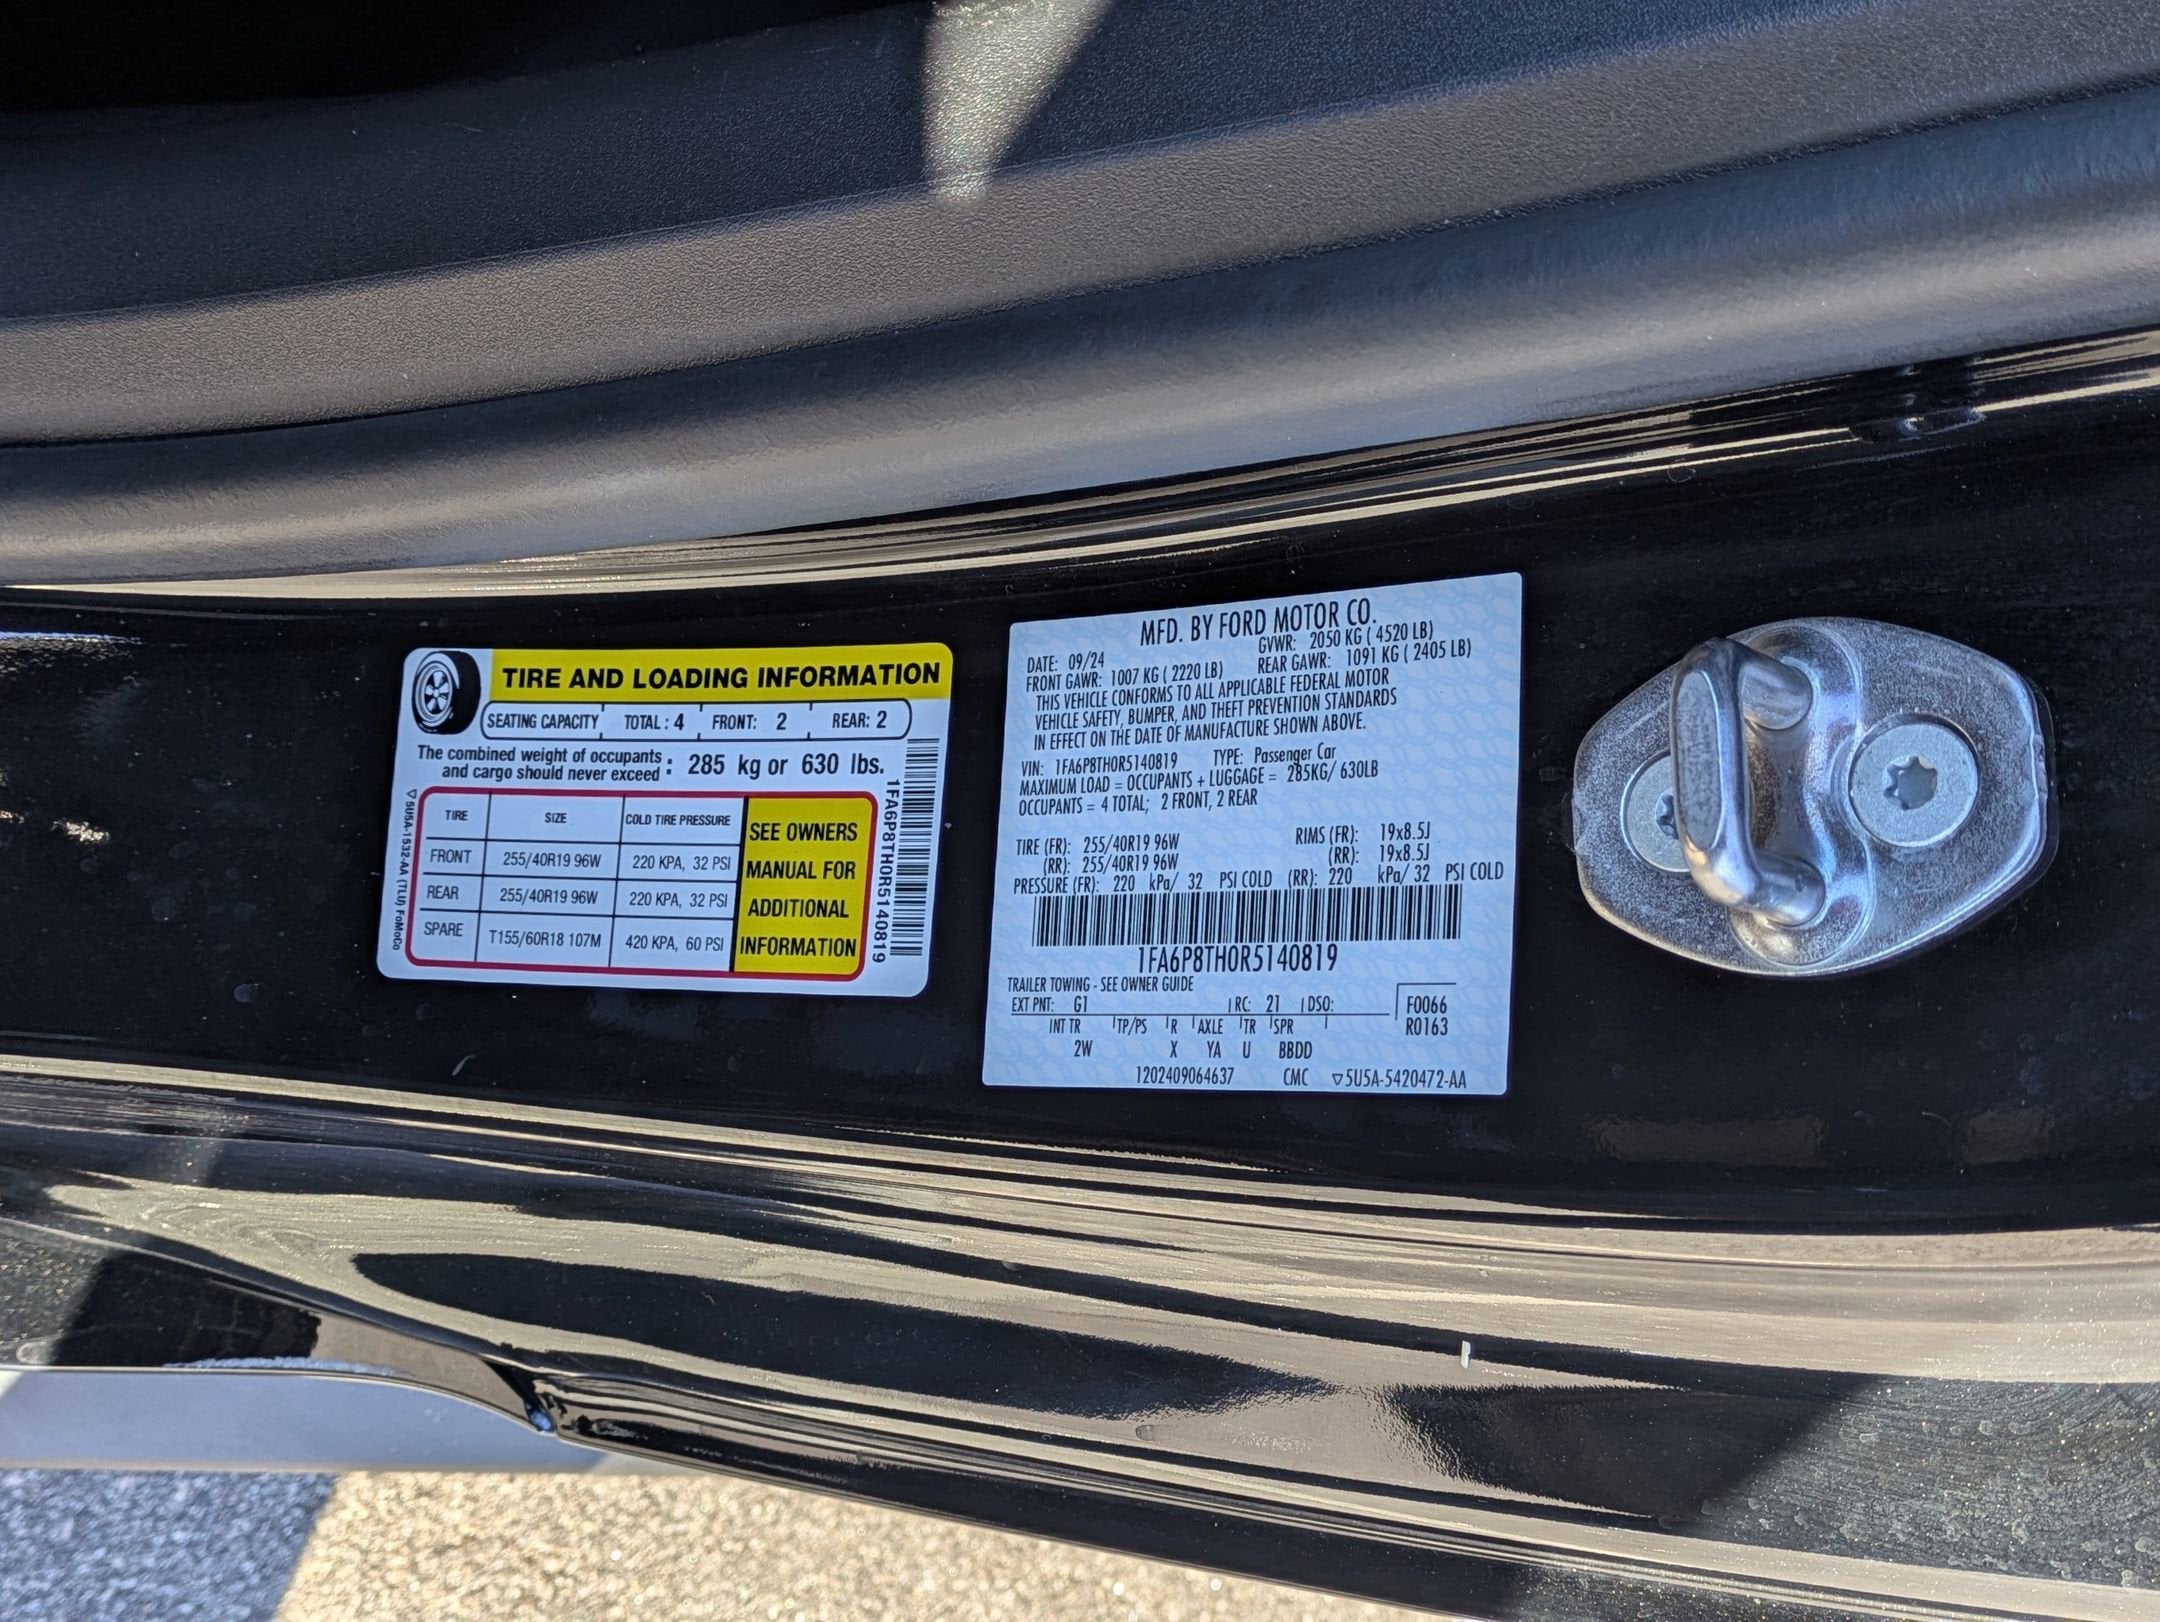 TIRE AND LOADING INFORMATION
SEATING CAPACITY TOTAL : 4 FRONT: 2 REAR: 2
The combined weight of occupants
and cargo should never exceed : 285 kg or 630 lbs.
TIRE SIZE COLD TIRE PRESSURE
FRONT 255/40R19 96W 220 KPA, 32 PSI
REAR 255/40R19 96W 220 KPA, 32 PSI
SPARE T155/60R18 107M 420 KPA, 60 PSI
SEE OWNERS
MANUAL FOR
ADDITIONAL
INFORMATION
5U5A-1532-AA (TLU) FoMoCo
1FA6P8TH0R5140819
MFD. BY FORD MOTOR CO.
DATE: 09/24 GVWR: 2050 KG ( 4520 LB)
FRONT GAWR: 1007 KG ( 2220 LB) REAR GAWR: 1091 KG ( 2405 LB)
THIS VEHICLE CONFORMS TO ALL APPLICABLE FEDERAL MOTOR
VEHICLE SAFETY, BUMPER, AND THEFT PREVENTION STANDARDS
IN EFFECT ON THE DATE OF MANUFACTURE SHOWN ABOVE.
VIN: 1FA6P8TH0R5140819 TYPE: Passenger Car
MAXIMUM LOAD = OCCUPANTS + LUGGAGE = 285KG/ 630LB
OCCUPANTS = 4 TOTAL; 2 FRONT, 2 REAR
TIRE (FR): 255/40R19 96W RIMS (FR): 19x8.5J
(RR): 255/40R19 96W (RR): 19x8.5J
PRESSURE (FR): 220 kPa/ 32 PSI COLD (RR): 220 kPa/ 32 PSI COLD
1FA6P8TH0R5140819
TRAILER TOWING - SEE OWNER GUIDE
EXT PNT: G1 RC: 21 DSO: F0066
INT TR TP/PS R AXLE TR SPR R0163
2W X YA U BBDD
1202409064637 CMC 5U5A-5420472-AA